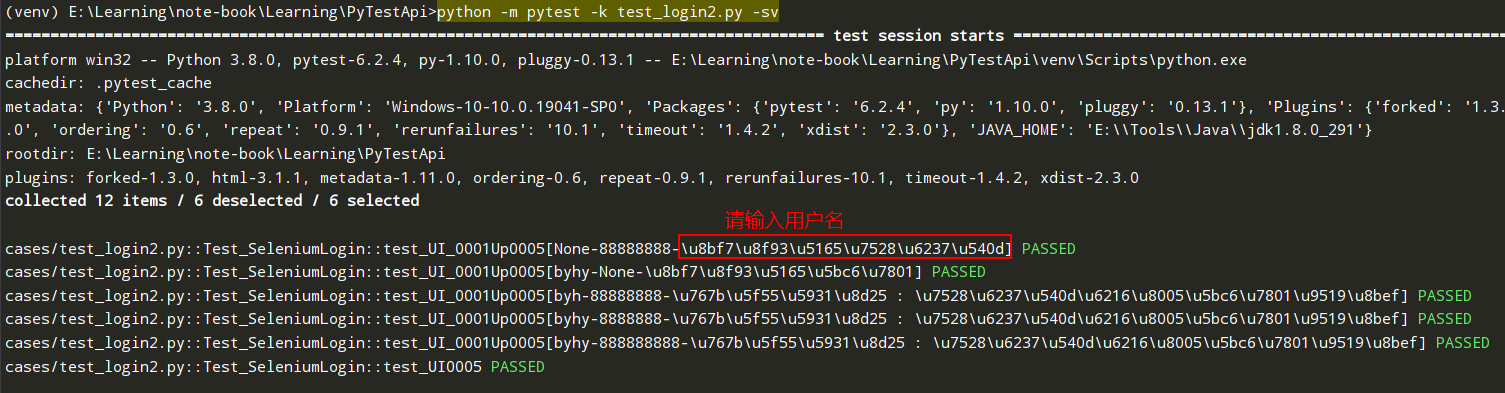 (venv) E:\Learning\note-book\Learning\PyTestApi>python -m pytest -k test_login2.py -sv
=========================================================================================== test session starts ======================================================
platform win32 -- Python 3.8.0, pytest-6.2.4, py-1.10.0, pluggy-0.13.1 -- E:\Learning\note-book\Learning\PyTestApi\venv\Scripts\python.exe
cachedir: .pytest_cache
metadata: {'Python': '3.8.0', 'Platform': 'Windows-10-10.0.19041-SP0', 'Packages': {'pytest': '6.2.4', 'py': '1.10.0', 'pluggy': '0.13.1'}, 'Plugins': {'forked': '1.3.
.0', 'ordering': '0.6', 'repeat': '0.9.1', 'rerunfailures': '10.1', 'timeout': '1.4.2', 'xdist': '2.3.0'}, 'JAVA_HOME': 'E:\\Tools\\Java\\jdk1.8.0_291'}
rootdir: E:\Learning\note-book\Learning\PyTestApi
plugins: forked-1.3.0, html-3.1.1, metadata-1.11.0, ordering-0.6, repeat-0.9.1, rerunfailures-10.1, timeout-1.4.2, xdist-2.3.0
collected 12 items / 6 deselected / 6 selected
请输入用户名
cases/test_login2.py::Test_SeleniumLogin::test_UI_0001Up0005[None-88888888-\u8bf7\u8f93\u5165\u7528\u6237\u540d] PASSED
cases/test_login2.py::Test_SeleniumLogin::test_UI_0001Up0005[byhy-None-\u8bf7\u8f93\u5165\u5bc6\u7801] PASSED
cases/test_login2.py::Test_SeleniumLogin::test_UI_0001Up0005[byh-88888888-\u767b\u5f55\u5931\u8d25 : \u7528\u6237\u540d\u6216\u8005\u5bc6\u7801\u9519\u8bef] PASSED
cases/test_login2.py::Test_SeleniumLogin::test_UI_0001Up0005[byhy-8888888-\u767b\u5f55\u5931\u8d25 : \u7528\u6237\u540d\u6216\u8005\u5bc6\u7801\u9519\u8bef] PASSED
cases/test_login2.py::Test_SeleniumLogin::test_UI_0001Up0005[byhy-888888888-\u767b\u5f55\u5931\u8d25 : \u7528\u6237\u540d\u6216\u8005\u5bc6\u7801\u9519\u8bef] PASSED
cases/test_login2.py::Test_SeleniumLogin::test_UI0005 PASSED